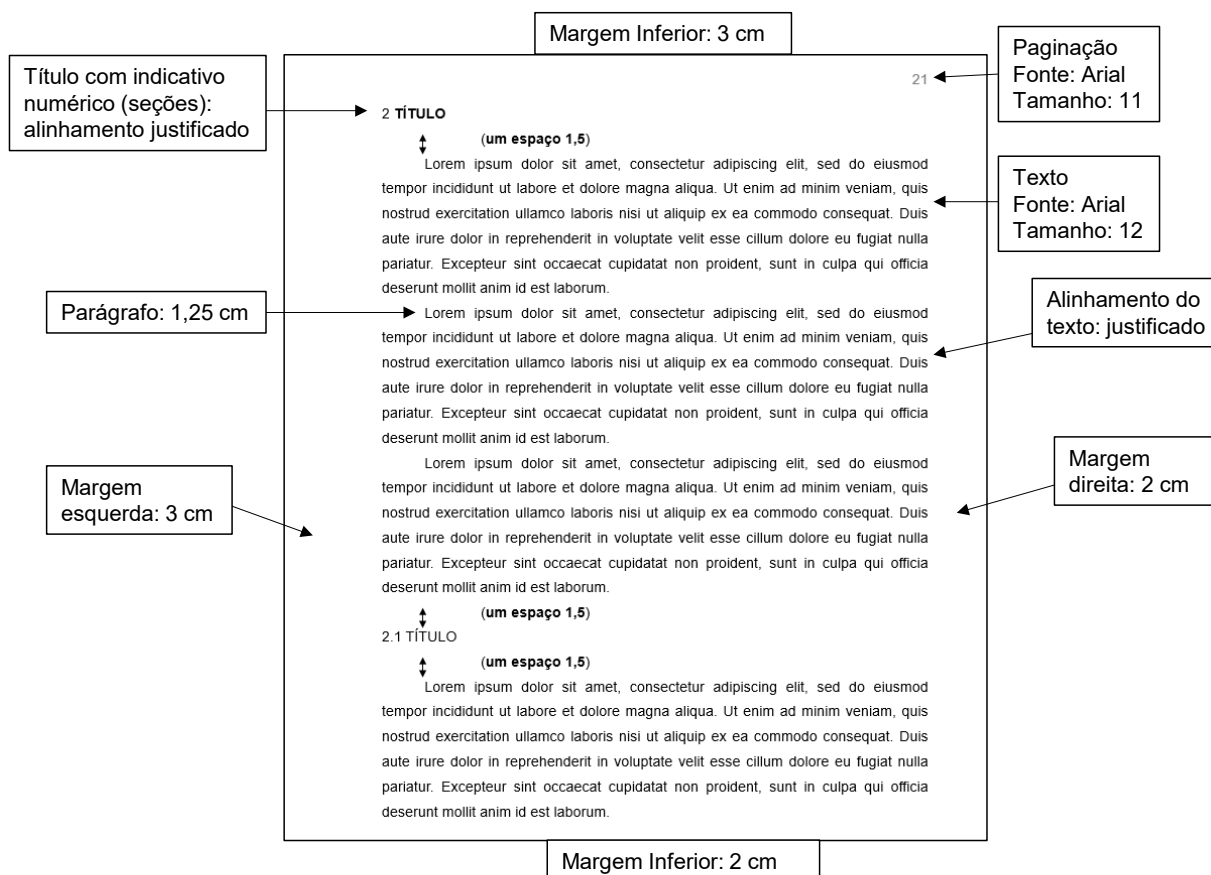 Margem Inferior: 3 cm
Título com indicativo
numérico (seções):
alinhamento justificado
Paginação
Fonte: Arial
Tamanho: 11
21
2 TÍTULO
(um espaço 1,5)
Lorem ipsum dolor sit amet, consectetur adipiscing elit, sed do eiusmod
tempor incididunt ut labore et dolore magna aliqua. Ut enim ad minim veniam, quis
nostrud exercitation ullamco laboris nisi ut aliquip ex ea commodo consequat. Duis
aute irure dolor in reprehenderit in voluptate velit esse cillum dolore eu fugiat nulla
pariatur. Excepteur sint occaecat cupidatat non proident, sunt in culpa qui officia
deserunt mollit anim id est laborum.
Texto
Fonte: Arial
Tamanho: 12
Parágrafo: 1,25 cm
Lorem ipsum dolor sit amet, consectetur adipiscing elit, sed do eiusmod
tempor incididunt ut labore et dolore magna aliqua. Ut enim ad minim veniam, quis
nostrud exercitation ullamco laboris nisi ut aliquip ex ea commodo consequat. Duis
aute irure dolor in reprehenderit in voluptate velit esse cillum dolore eu fugiat nulla
pariatur. Excepteur sint occaecat cupidatat non proident, sunt in culpa qui officia
deserunt mollit anim id est laborum.
Alinhamento do
texto: justificado
Margem
esquerda: 3 cm
Lorem ipsum dolor sit amet, consectetur adipiscing elit, sed do eiusmod
tempor incididunt ut labore et dolore magna aliqua. Ut enim ad minim veniam, quis
nostrud exercitation ullamco laboris nisi ut aliquip ex ea commodo consequat. Duis
aute irure dolor in reprehenderit in voluptate velit esse cillum dolore eu fugiat nulla
pariatur. Excepteur sint occaecat cupidatat non proident, sunt in culpa qui officia
deserunt mollit anim id est laborum.
Margem
direita: 2 cm
(um espaço 1,5)
2.1 TÍTULO
(um espaço 1,5)
Lorem ipsum dolor sit amet, consectetur adipiscing elit, sed do eiusmod
tempor incididunt ut labore et dolore magna aliqua. Ut enim ad minim veniam, quis
nostrud exercitation ullamco laboris nisi ut aliquip ex ea commodo consequat. Duis
aute irure dolor in reprehenderit in voluptate velit esse cillum dolore eu fugiat nulla
pariatur. Excepteur sint occaecat cupidatat non proident, sunt in culpa qui officia
deserunt mollit anim id est laborum.
Margem Inferior: 2 cm